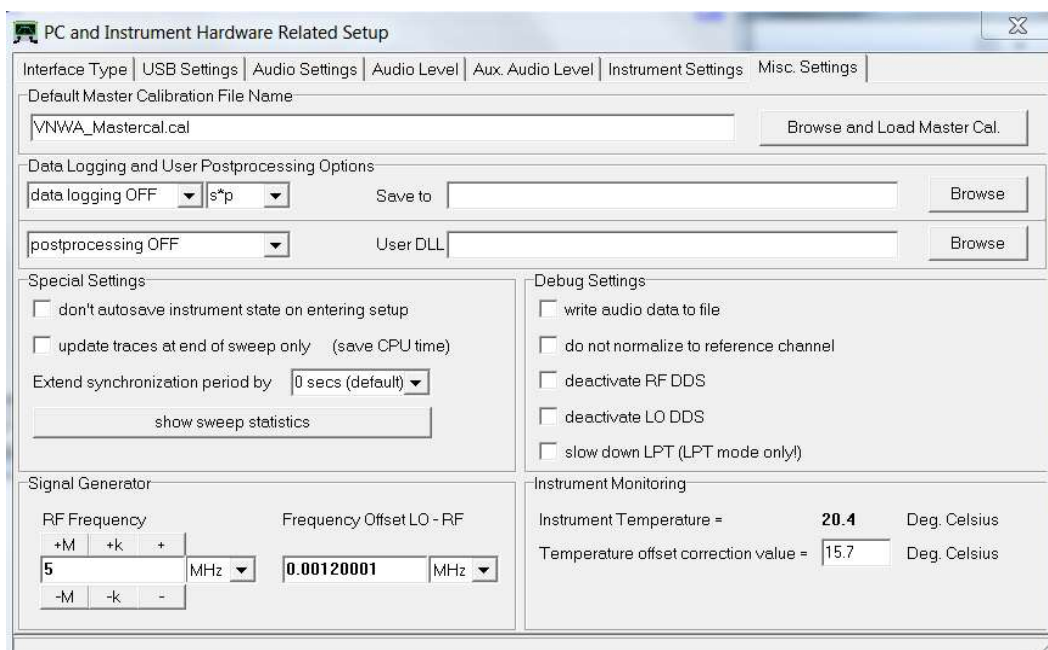 PC and Instrument Hardware Related Setup
Interface Type USB Settings Audio Settings Audio Level Aux. Audio Level Instrument Settings Misc. Settings
Default Master Calibration File Name
VNWA_Mastercal.cal Browse and Load Master Cal.
Data Logging and User Postprocessing Options
data logging OFF s*p Save to Browse
postprocessing OFF User DLL Browse
Special Settings
don't autosave instrument state on entering setup
update traces at end of sweep only (save CPU time)
Extend synchronization period by 0 secs (default)
show sweep statistics
Debug Settings
write audio data to file
do not normalize to reference channel
deactivate RF DDS
deactivate LO DDS
slow down LPT (LPT mode only!)
Signal Generator
RF Frequency Frequency Offset LO - RF
+M +k +
5 MHz 0.00120001 MHz
-M -k -
Instrument Monitoring
Instrument Temperature = 20.4 Deg. Celsius
Temperature offset correction value = 15.7 Deg. Celsius